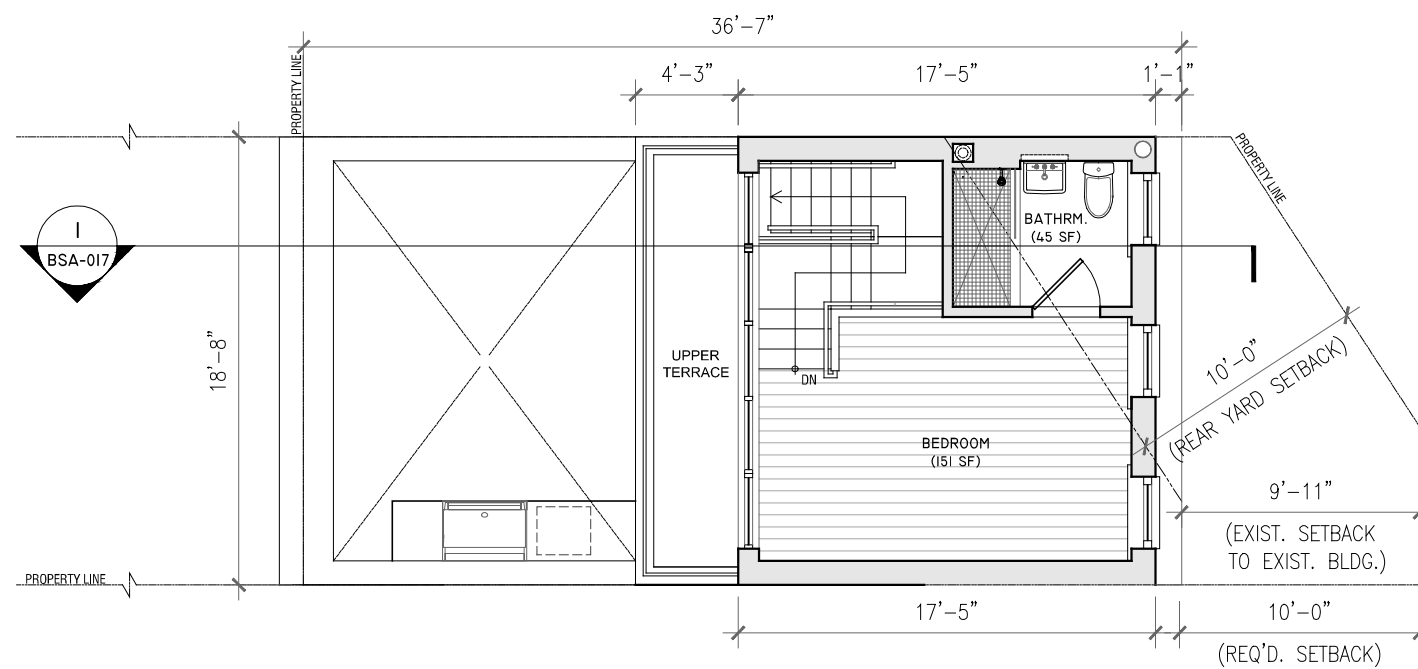 36'-7"
4'-3"
17'-5"
1'-1"
PROPERTY LINE
PROPERTY LINE
1
BSA-017
BATHRM.
(45 SF)
18'-8"
UPPER
TERRACE
DN
10'-0"
(REAR YARD SETBACK)
BEDROOM
(151 SF)
9'-11"
(EXIST. SETBACK
TO EXIST. BLDG.)
PROPERTY LINE
17'-5"
10'-0"
(REQ'D. SETBACK)